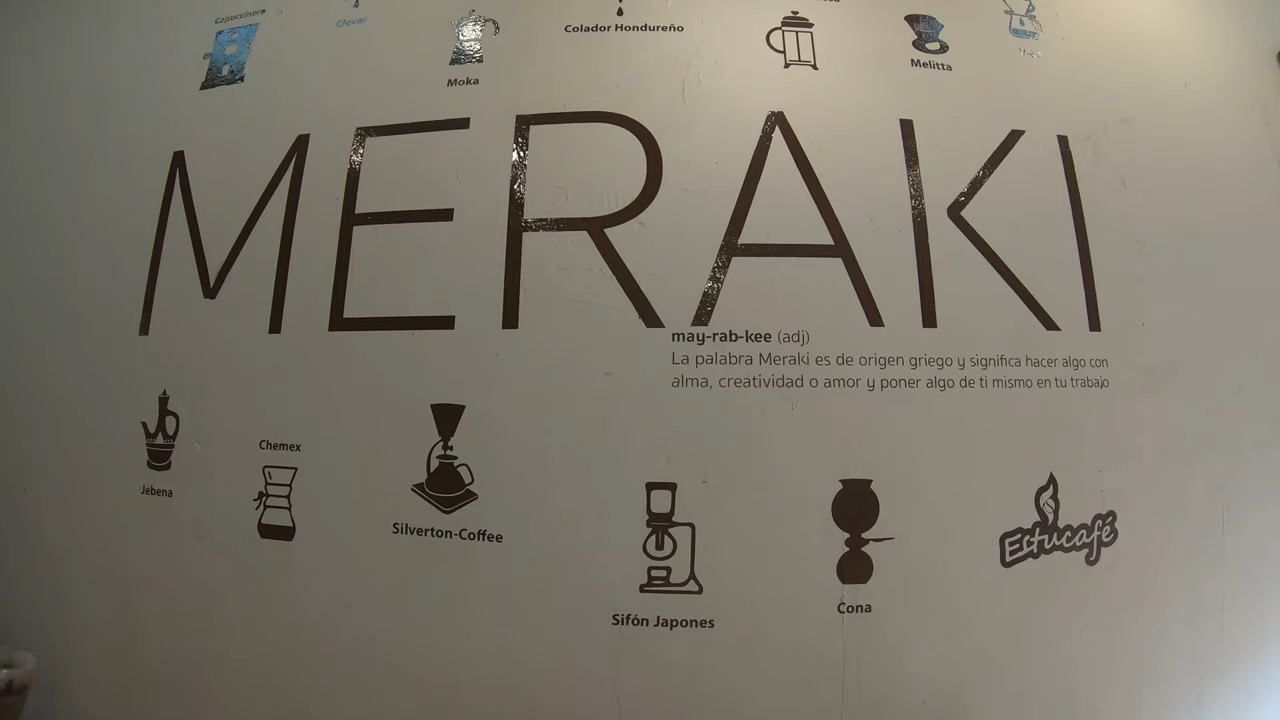 Capuccinera
Clever
Moka
Colador Hondureño
Melitta
MERAKI
may-rab-kee (adj)
La palabra Meraki es de origen griego y significa hacer algo con
alma, creatividad o amor y poner algo de ti mismo en tu trabajo
Jebena
Chemex
Silverton-Coffee
Sifón Japones
Cona
Estucafé